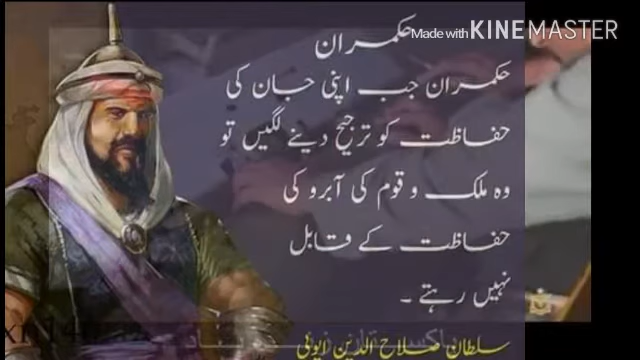 Made with KINEMASTER
حکمران
حکمران جب اپنی جان کی
حفاظت کو ترجیح دینے لگیں تو
وہ ملک و قوم کی آبرو کی
حفاظت کے قابل
نہیں رہتے ۔
سلطان صلاح الدین ایوبی